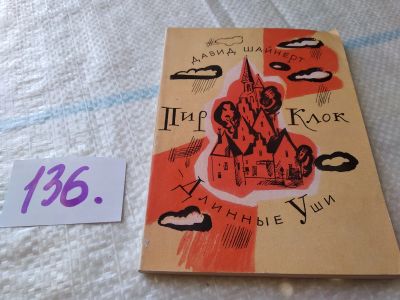 ДАВИД ШАЙНЕРТ
ПИР КЛОК
ДЛИННЫЕ УШИ
136.